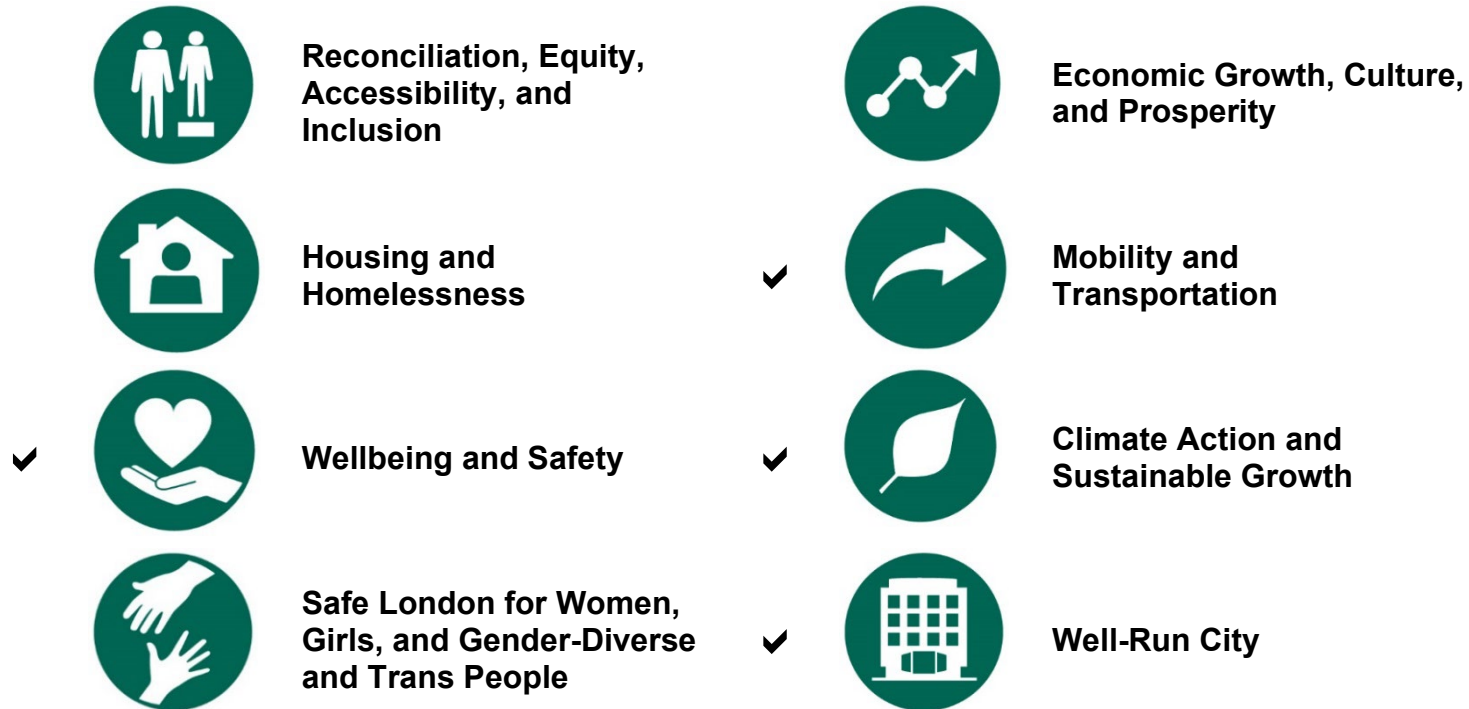 Reconciliation, Equity,
Accessibility, and
Inclusion
Economic Growth, Culture,
and Prosperity
Housing and
Homelessness
Mobility and
Transportation
Wellbeing and Safety
Climate Action and
Sustainable Growth
Safe London for Women,
Girls, and Gender-Diverse
and Trans People
Well-Run City